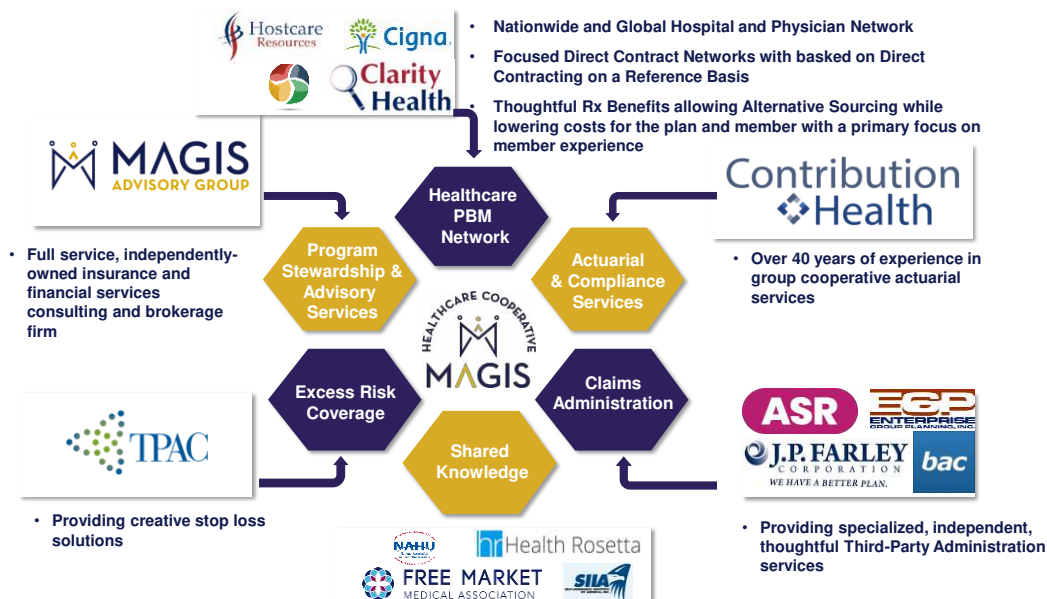 Hostcare
Resources
Cigna
Clarity
Health
• Nationwide and Global Hospital and Physician Network
• Focused Direct Contract Networks with basked on Direct
Contracting on a Reference Basis
• Thoughtful Rx Benefits allowing Alternative Sourcing while
lowering costs for the plan and member with a primary focus on
member experience
MAGIS
ADVISORY GROUP
• Full service, independently-
owned insurance and
financial services
consulting and brokerage
firm
Contribution
Health
• Over 40 years of experience in
group cooperative actuarial
services
Healthcare
PBM
Network
Program
Stewardship &
Advisory
Services
Actuarial
& Compliance
Services
HEALTHCARE COOPERATIVE
MAGIS
Excess Risk
Coverage
Claims
Administration
Shared
Knowledge
TPAC
• Providing creative stop loss
solutions
ASR
EGP
ENTERPRISE
GROUP PLANNING, INC.
J.P. FARLEY
CORPORATION
WE HAVE A BETTER PLAN.
bac
• Providing specialized, independent,
thoughtful Third-Party Administration
services
NAHU
hr Health Rosetta
FREE MARKET
MEDICAL ASSOCIATION
SIIA